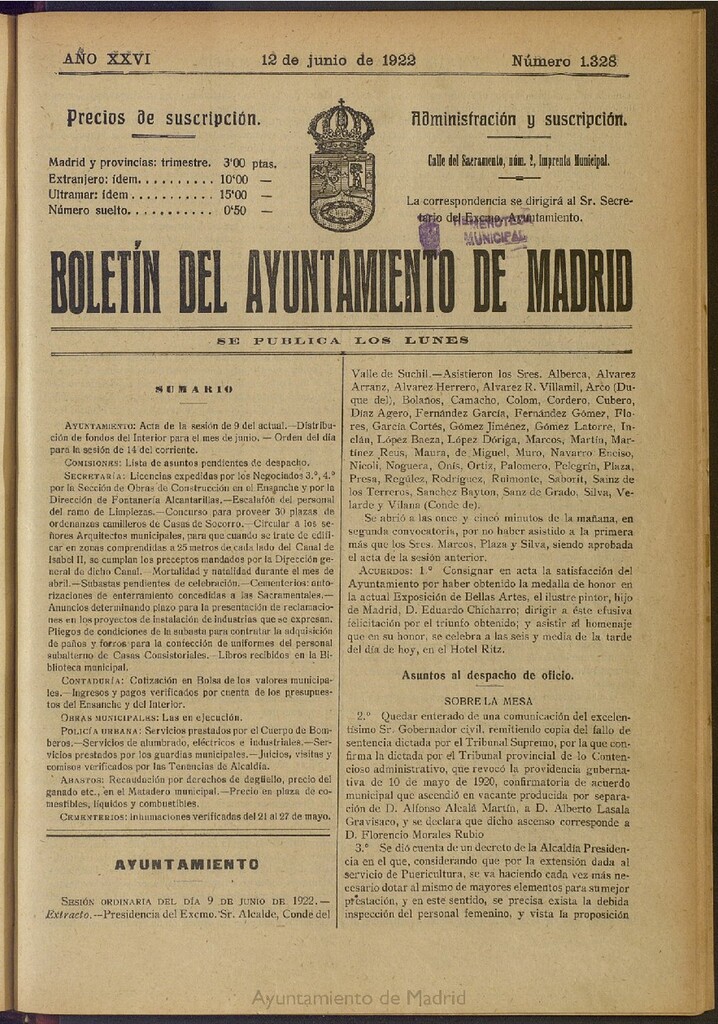 AÑO XXVI 12 de junio de 1922 Número 1.328
Precios de suscripción.
Madrid y provincias: trimestre. 3'00 ptas.
Extranjero: ídem.......... 10'00 —
Ultramar: ídem .......... 15'00 —
Número suelto........... 0'50 —
Administración y suscripción.
Calle del Sacramento, núm. 2, Imprenta Municipal.
La correspondencia se dirigirá al Sr. Secre-
tario del Excmo. Ayuntamiento.
HEMEROTECA
MUNICIPAL
BOLETÍN DEL AYUNTAMIENTO DE MADRID
SE PUBLICA LOS LUNES
SUMARIO
AYUNTAMIENTO: Acta de la sesión de 9 del actual.—Distribu-
ción de fondos del Interior para el mes de junio. — Orden del día
para la sesión de 14 del corriente.
COMISIONES: Lista de asuntos pendientes de despacho.
SECRETARÍA: Licencias expedidas por los Negociados 3.º, 4.º
por la Sección de Obras de Construcción en el Ensanche y por la
Dirección de Fontanería Alcantarillas.—Escalafón del personal
del ramo de Limpiezas.—Concurso para proveer 30 plazas de
ordenanzas camilleros de Casas de Socorro.—Circular a los se-
ñores Arquitectos municipales, para que cuando se trate de edifi-
car en zonas comprendidas a 25 metros de cada lado del Canal de
Isabel II, se cumplan los preceptos mandados por la Dirección ge-
neral de dicho Canal. — Mortalidad y natalidad durante el mes de
abril.—Subastas pendientes de celebración.—Cementerios: auto-
rizaciones de enterramiento concedidas a las Sacramentales.—
Anuncios determinando plazo para la presentación de reclamacio-
nes en los proyectos de instalación de industrias que se expresan.
Pliegos de condiciones de la subasta para contratar la adquisición
de paños y forros para la confección de uniformes del personal
subalterno de Casas Consistoriales.—Libros recibidos en la Bi-
blioteca municipal.
CONTADURÍA: Cotización en Bolsa de los valores municipa-
les.—Ingresos y pagos verificados por cuenta de los presupuestos
del Ensanche y del Interior.
OBRAS MUNICIPALES: Las en ejecución.
POLICÍA URBANA: Servicios prestados por el Cuerpo de Bom-
beros.—Servicios de alumbrado, eléctricos e industriales.—Ser-
vicios prestados por los guardias municipales.—Juicios, visitas y
comisos verificados por las Tenencias de Alcaldía.
ABASTOS: Recaudación por derechos de degüello, precio del
ganado etc., en el Matadero municipal.—Precio en plaza de co-
mestibles, líquidos y combustibles.
CEMENTERIOS: Inhumaciones verificadas del 21 al 27 de mayo.
AYUNTAMIENTO
SESIÓN ORDINARIA DEL DÍA 9 DE JUNIO DE 1922.—
Extracto.—Presidencia del Excmo. Sr. Alcalde, Conde del
Valle de Suchil.—Asistieron los Sres. Alberca, Alvarez
Arranz, Alvarez Herrero, Alvarez R. Villamil, Arco (Du-
que del), Bolaños, Camacho, Colom, Cordero, Cubero,
Díaz Agero, Fernández García, Fernández Gómez, Flo-
res, García Cortés, Gómez Jiménez, Gómez Latorre, In-
clán, López Baeza, López Dóriga, Marcos, Martín, Mar-
tínez Reus, Maura, de Miguel, Muro, Navarro Enciso,
Nicoli, Noguera, Onís, Ortiz, Palomero, Pelegrín, Plaza,
Presa, Regúlez, Rodríguez, Ruimonte, Saborit, Sainz de
los Terreros, Sanchez Bayton, Sanz de Grado, Silva, Ve-
larde y Vilana (Conde de).
Se abrió a las once y cinco minutos de la mañana, en
segunda convocatoria, por no haber asistido a la primera
más que los Sres. Marcos, Plaza y Silva, siendo aprobada
el acta de la sesión anterior.
ACUERDOS: 1.º Consignar en acta la satisfacción del
Ayuntamiento por haber obtenido la medalla de honor en
la actual Exposición de Bellas Artes, el ilustre pintor, hijo
de Madrid, D. Eduardo Chicharro; dirigir a éste efusiva
felicitación por el triunfo obtenido; y asistir al homenaje
que en su honor, se celebra a las seis y media de la tarde
del día de hoy, en el Hotel Ritz.
Asuntos al despacho de oficio.
SOBRE LA MESA
2.º Quedar enterado de una comunicación del excelen-
tísimo Sr. Gobernador civil, remitiendo copia del fallo de
sentencia dictada por el Tribunal Supremo, por la que con-
firma la dictada por el Tribunal provincial de lo Conten-
cioso administrativo, que revocó la providencia guberna-
tiva de 10 de mayo de 1920, confirmatoria de acuerdo
municipal que ascendió en vacante producida por separa-
ción de D. Alfonso Alcalá Martín, a D. Alberto Lasala
Gravisaco, y se declara que dicho ascenso corresponde a
D. Florencio Morales Rubio
3.º Se dió cuenta de un decreto de la Alcaldía Presiden-
cia en el que, considerando que por la extensión dada al
servicio de Puericultura, se va haciendo cada vez más ne-
cesario dotar al mismo de mayores elementos para su mejor
prestación, y en este sentido, se precisa exista la debida
inspección del personal femenino, y vista la proposición
Ayuntamiento de Madrid